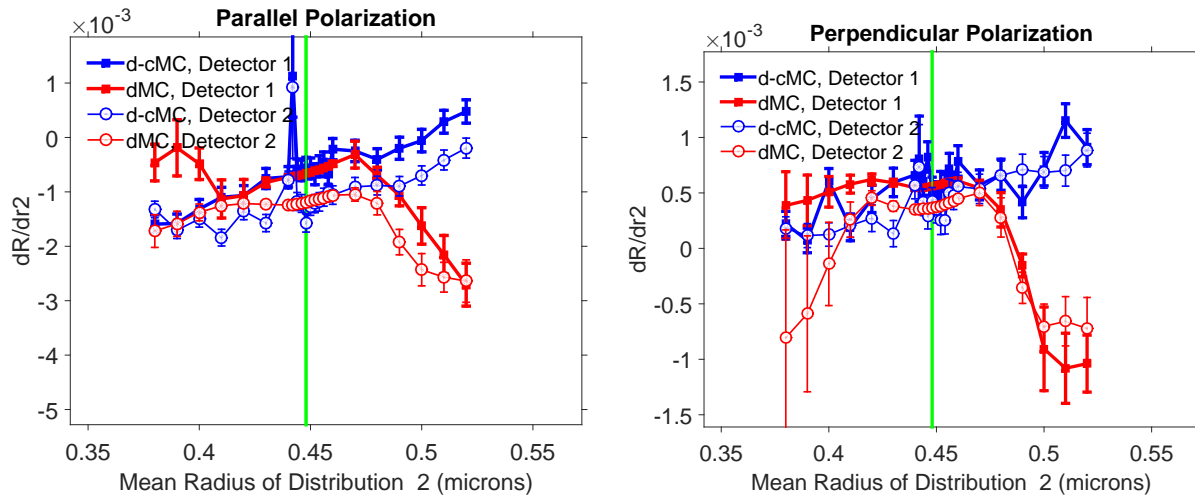 ×10-3
Parallel Polarization
d-cMC, Detector 1
dMC, Detector 1
d-cMC, Detector 2
dMC, Detector 2
1
0
-1
-2
-3
-4
-5
dR/dr2
0.35
0.4
0.45
0.5
0.55
Mean Radius of Distribution 2 (microns)
×10-3
Perpendicular Polarization
d-cMC, Detector 1
dMC, Detector 1
d-cMC, Detector 2
dMC, Detector 2
1.5
1
0.5
0
-0.5
-1
-1.5
dR/dr2
0.35
0.4
0.45
0.5
0.55
Mean Radius of Distribution 2 (microns)